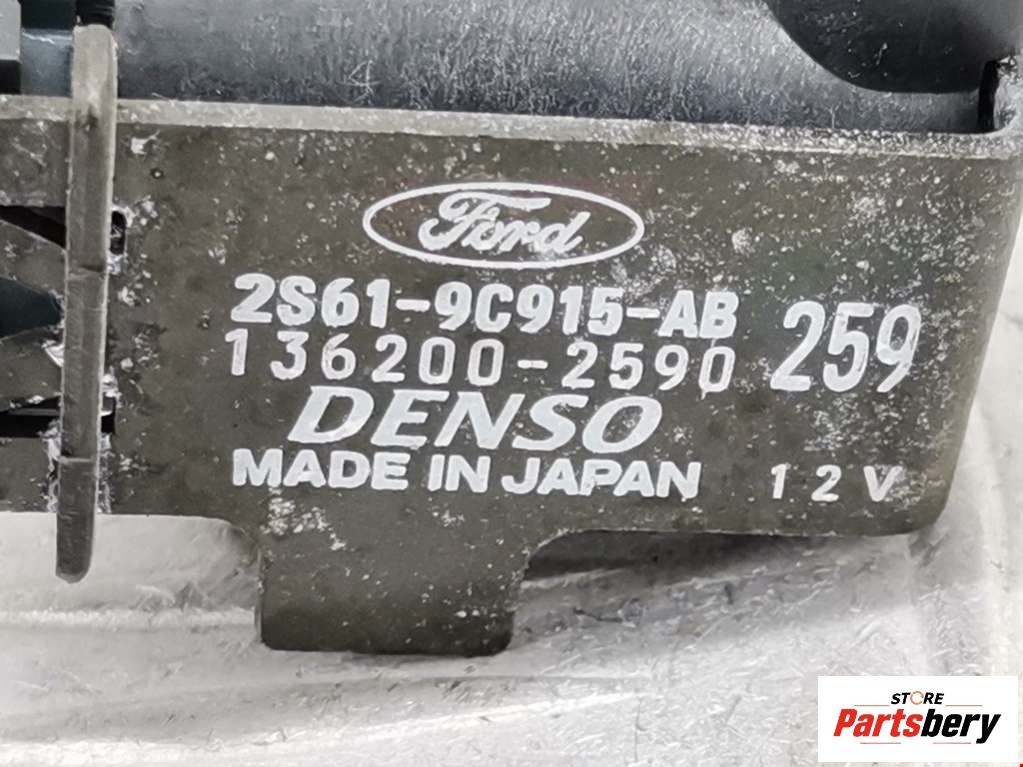 Ford
2S61-9C915-AB
136200-2590
259
DENSO
MADE IN JAPAN
12V
STORE
Partsbery